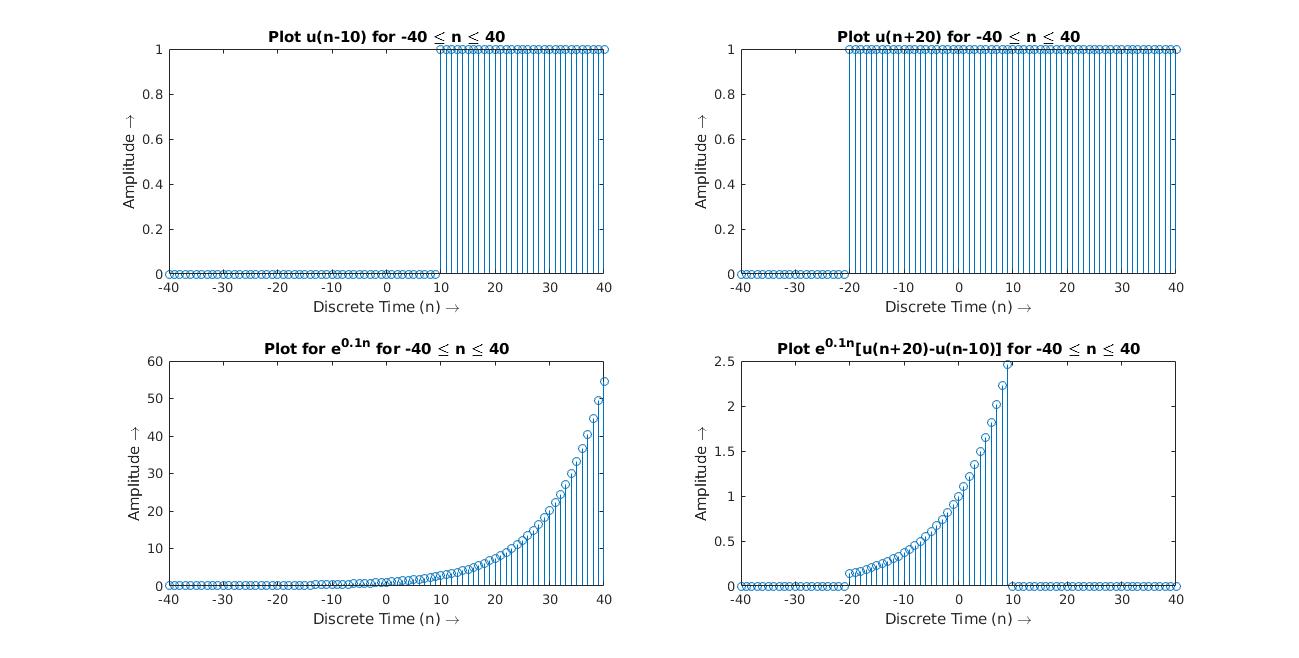 Plot u(n-10) for -40 ≤ n ≤ 40
1
0.8
0.6
0.4
0.2
0
Amplitude →
-40 -30 -20 -10 0 10 20 30 40
Discrete Time (n) →
Plot u(n+20) for -40 ≤ n ≤ 40
1
0.8
0.6
0.4
0.2
0
Amplitude →
-40 -30 -20 -10 0 10 20 30 40
Discrete Time (n) →
Plot for e^0.1n for -40 ≤ n ≤ 40
60
50
40
30
20
10
0
Amplitude →
-40 -30 -20 -10 0 10 20 30 40
Discrete Time (n) →
Plot e^0.1n[u(n+20)-u(n-10)] for -40 ≤ n ≤ 40
2.5
2
1.5
1
0.5
0
Amplitude →
-40 -30 -20 -10 0 10 20 30 40
Discrete Time (n) →